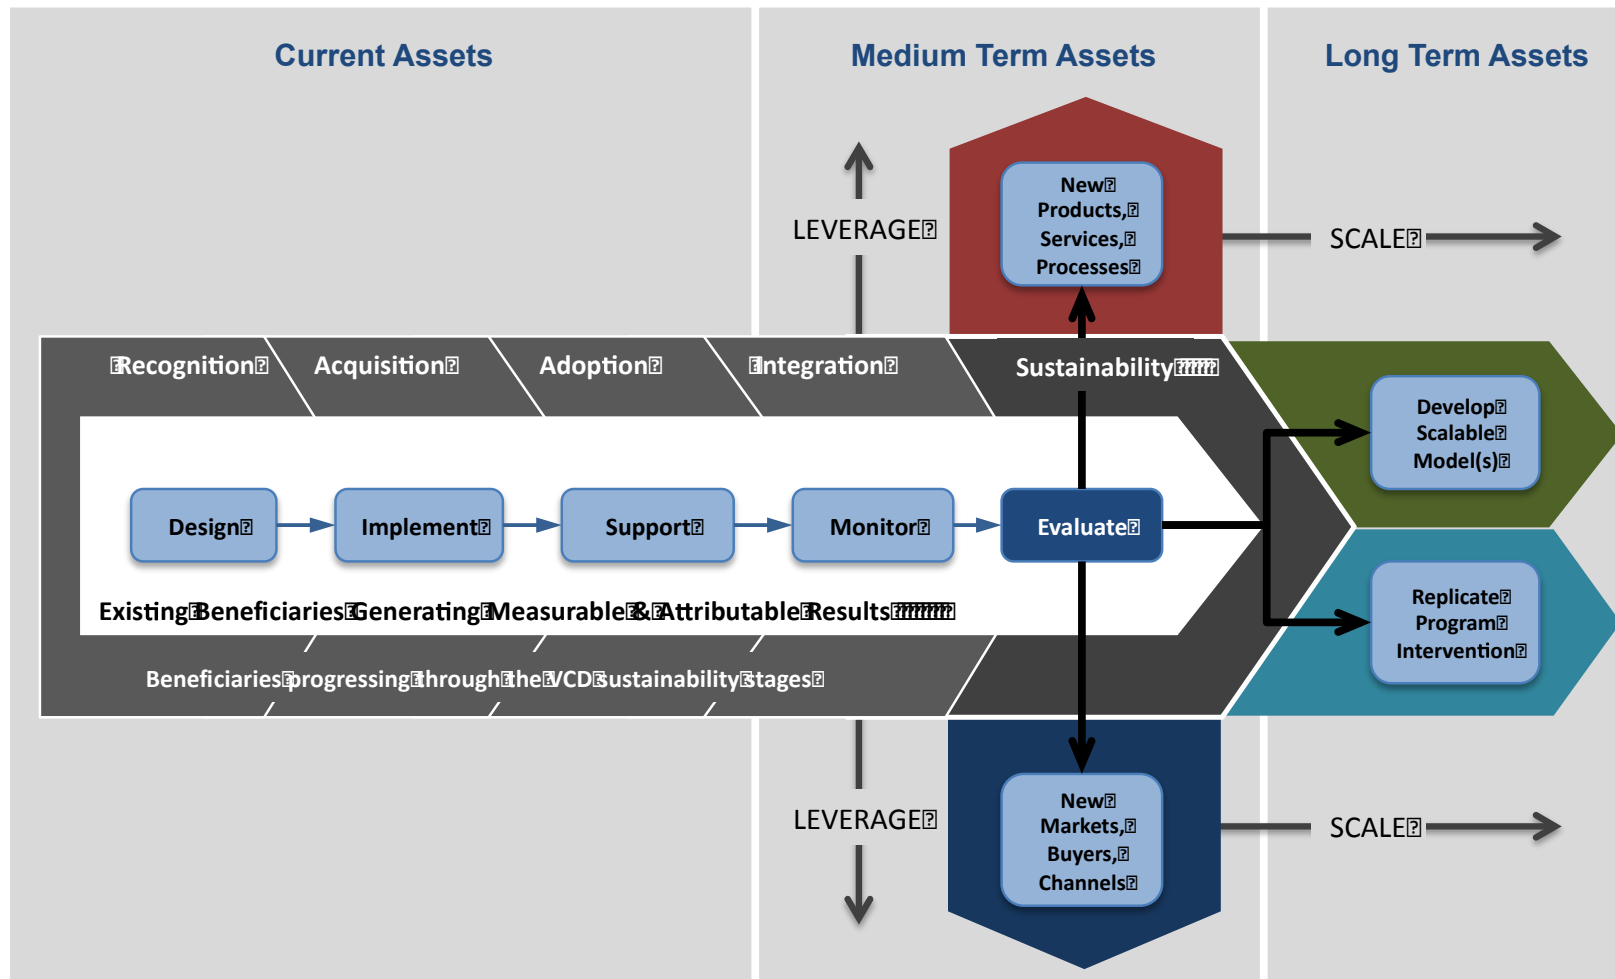 Current Assets
Medium Term Assets
Long Term Assets
New
Products,
Services,
Processes
LEVERAGE
SCALE
Recognition
Acquisition
Adoption
Integration
Sustainability
Develop
Scalable
Model(s)
Design
Implement
Support
Monitor
Evaluate
Existing Beneficiaries Generating Measurable & Attributable Results
Replicate
Program
Intervention
Beneficiaries progressing through the VCD sustainability stages
LEVERAGE
New
Markets,
Buyers,
Channels
SCALE